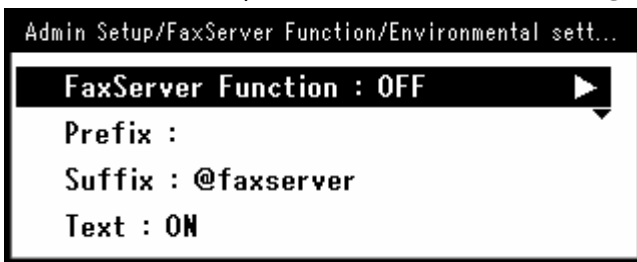 Admin Setup/FaxServer Function/Environmental sett...
FaxServer Function : OFF
Prefix :
Suffix : @faxserver
Text : ON